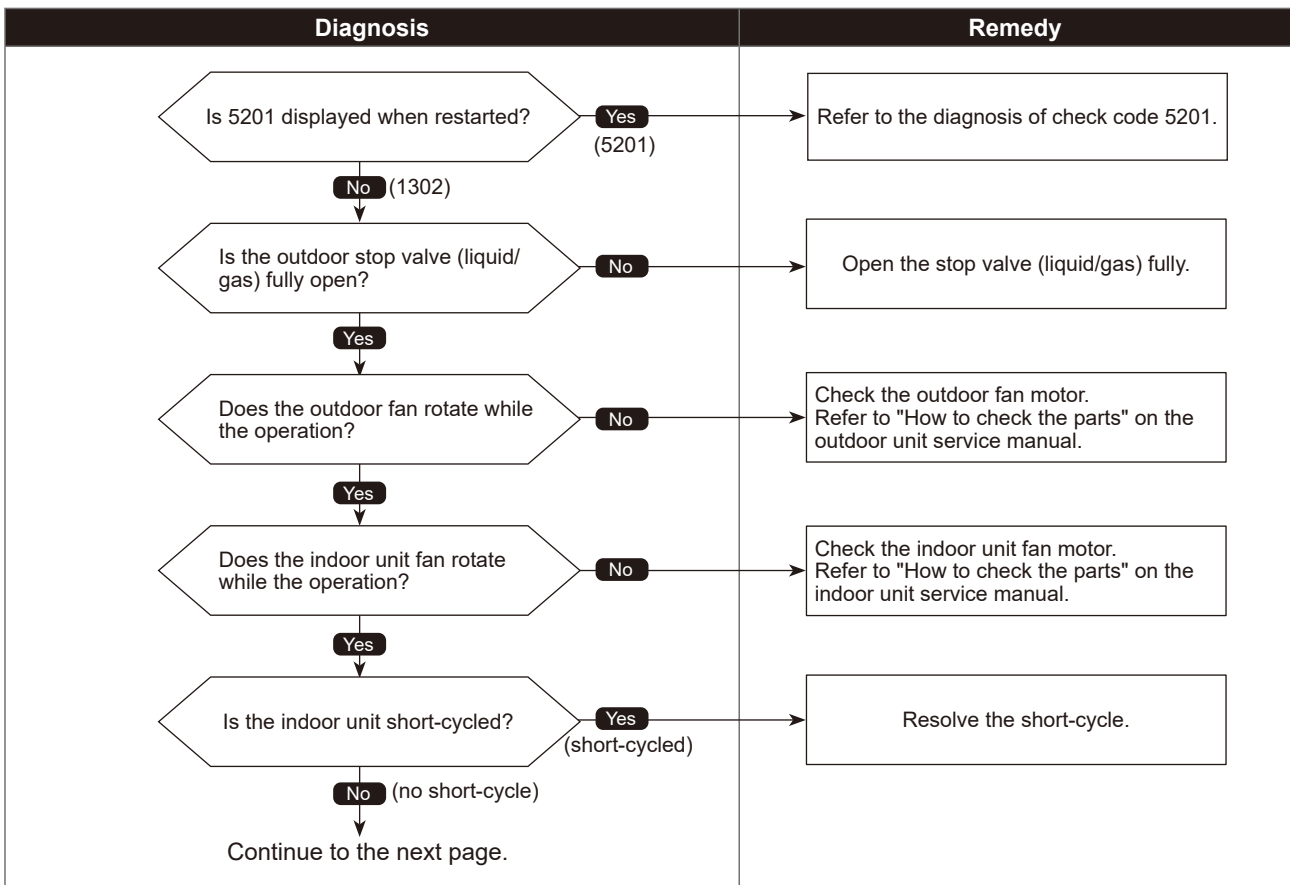 Diagnosis
Remedy
Is 5201 displayed when restarted?
Yes
(5201)
Refer to the diagnosis of check code 5201.
No (1302)
Is the outdoor stop valve (liquid/
gas) fully open?
No
Open the stop valve (liquid/gas) fully.
Yes
Does the outdoor fan rotate while
the operation?
No
Check the outdoor fan motor.
Refer to "How to check the parts" on the
outdoor unit service manual.
Yes
Does the indoor unit fan rotate
while the operation?
No
Check the indoor unit fan motor.
Refer to "How to check the parts" on the
indoor unit service manual.
Yes
Is the indoor unit short-cycled?
Yes
(short-cycled)
Resolve the short-cycle.
No (no short-cycle)
Continue to the next page.